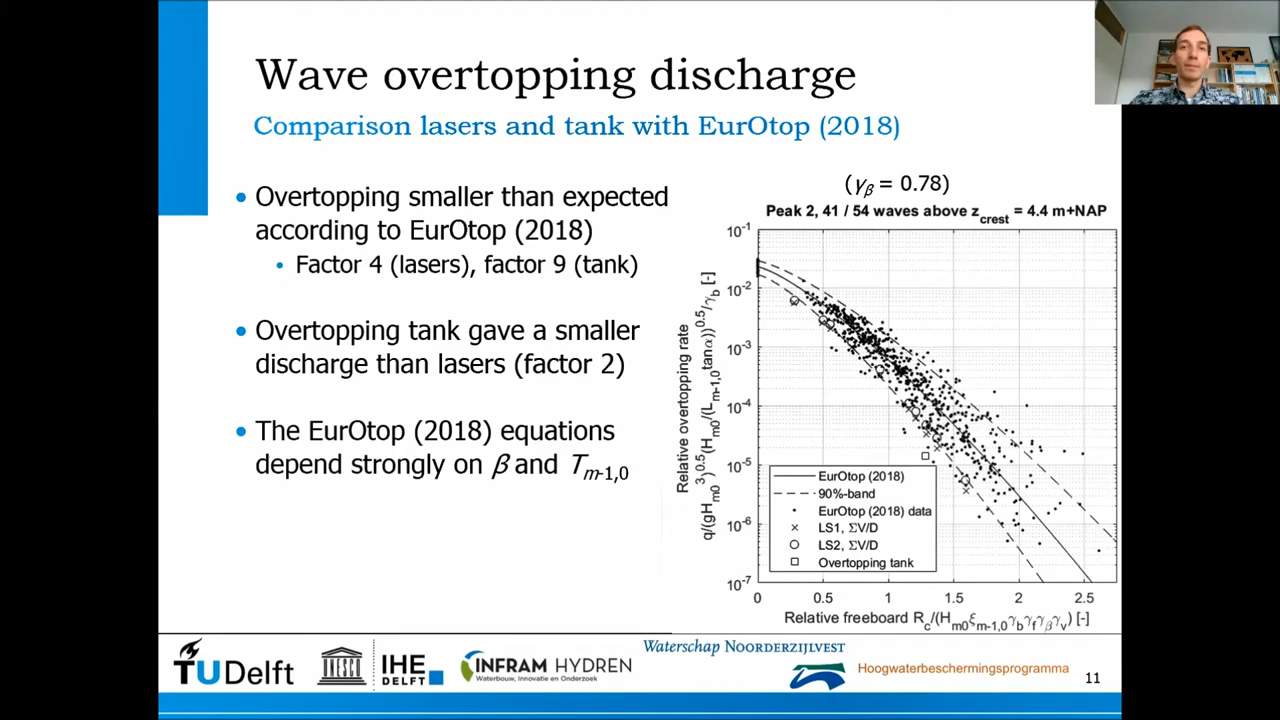 Wave overtopping discharge
Comparison lasers and tank with EurOtop (2018)
• Overtopping smaller than expected
according to EurOtop (2018)
• Factor 4 (lasers), factor 9 (tank)
• Overtopping tank gave a smaller
discharge than lasers (factor 2)
• The EurOtop (2018) equations
depend strongly on β and Tm-1,0
(γβ = 0.78)
Peak 2, 41 / 54 waves above zcrest = 4.4 m+NAP
Relative overtopping rate
q/(gHm0^3)^0.5(Hm0/(Lm-1,0 tanα))^0.5/γb [-]
10^-1
10^-2
10^-3
10^-4
10^-5
10^-6
10^-7
EurOtop (2018)
90%-band
EurOtop (2018) data
LS1, ΣV/D
LS2, ΣV/D
Overtopping tank
0 0.5 1 1.5 2 2.5
Relative freeboard Rc/(Hm0ξm-1,0γbγfγβγv) [-]
TUDelft
UNESCO
IHE
DELFT
INFRAM HYDREN
Waterbouw, Innovatie en Onderzoek
Waterschap Noorderzijlvest
Hoogwaterbeschermingsprogramma
11